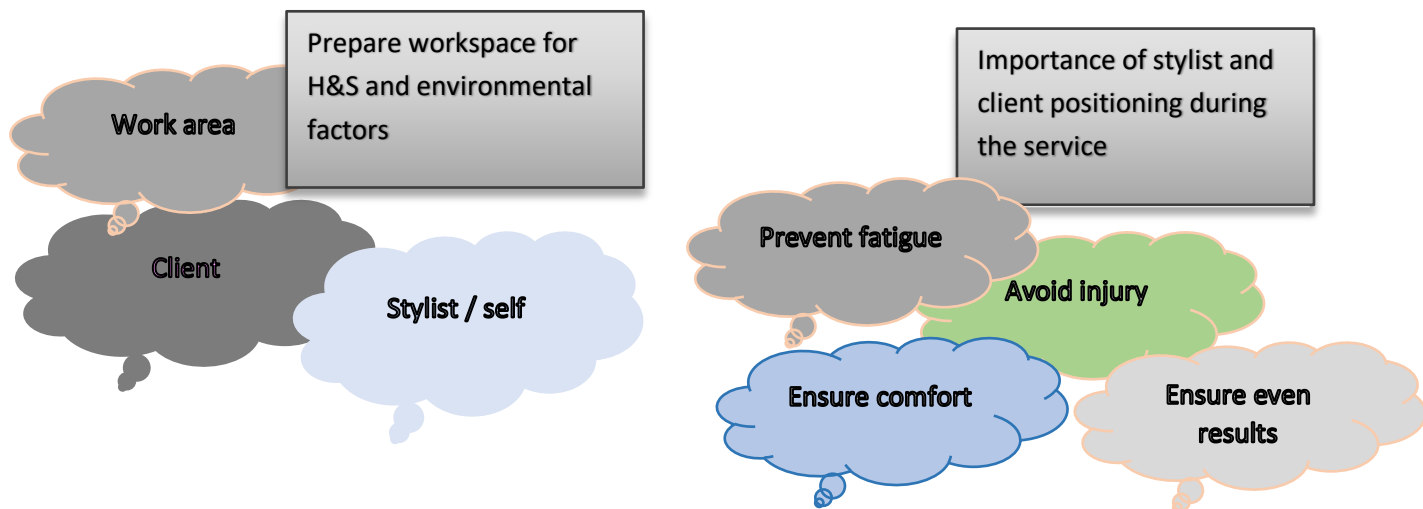 Prepare workspace for
H&S and environmental
factors
Work area
Client
Stylist / self
Importance of stylist and
client positioning during
the service
Prevent fatigue
Avoid injury
Ensure comfort
Ensure even
results